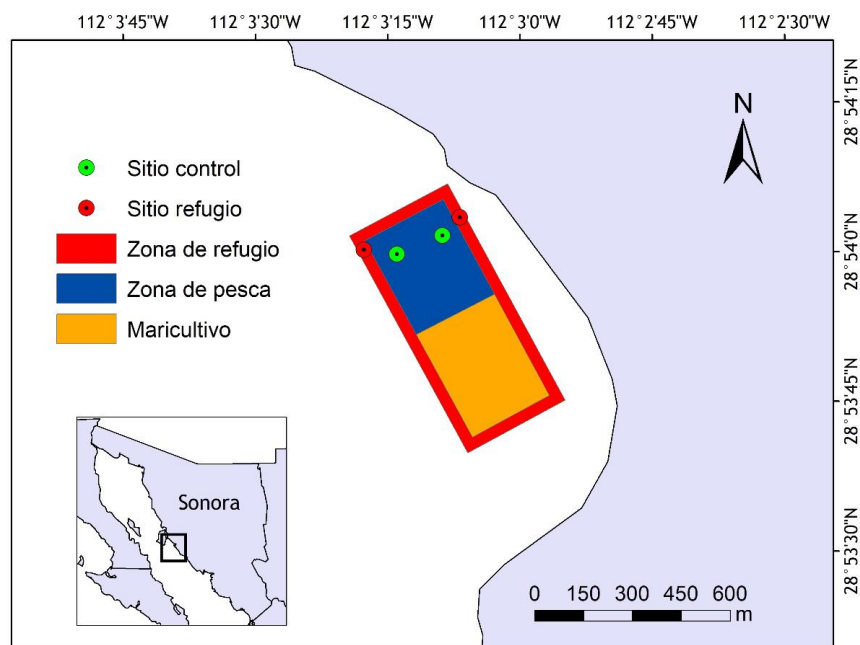 112°3'45"W 112°3'30"W 112°3'15"W 112°3'30"W 112°2'45"W 112°2'30"W
28°54'15"N
N
Sitio control
Sitio refugio
Zona de refugio
28°54'0"N
Zona de pesca
Maricultivo
28°53'45"N
Sonora
28°53'30"N
0 150 300 450 600
m